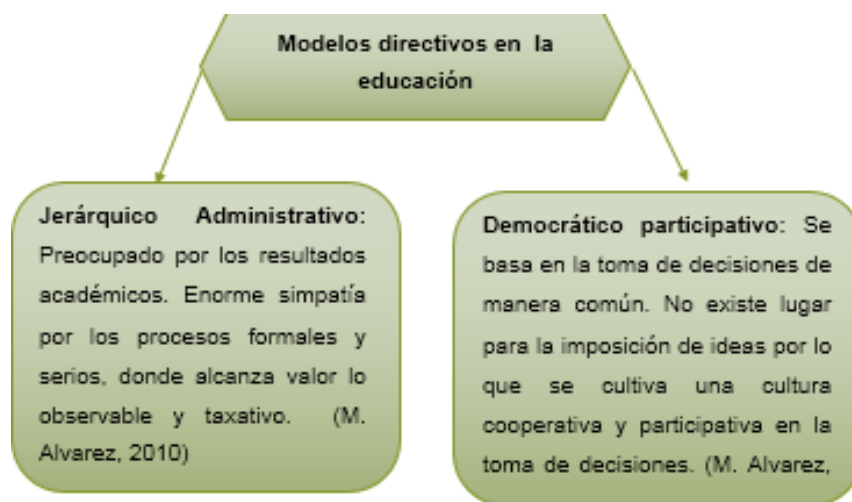 Modelos directivos en la
educación
Jerárquico Administrativo:
Preocupado por los resultados
académicos. Enorme simpatía
por los procesos formales y
serios, donde alcanza valor lo
observable y taxativo. (M.
Alvarez, 2010)
Democrático participativo: Se
basa en la toma de decisiones de
manera común. No existe lugar
para la imposición de ideas por lo
que se cultiva una cultura
cooperativa y participativa en la
toma de decisiones. (M. Alvarez,